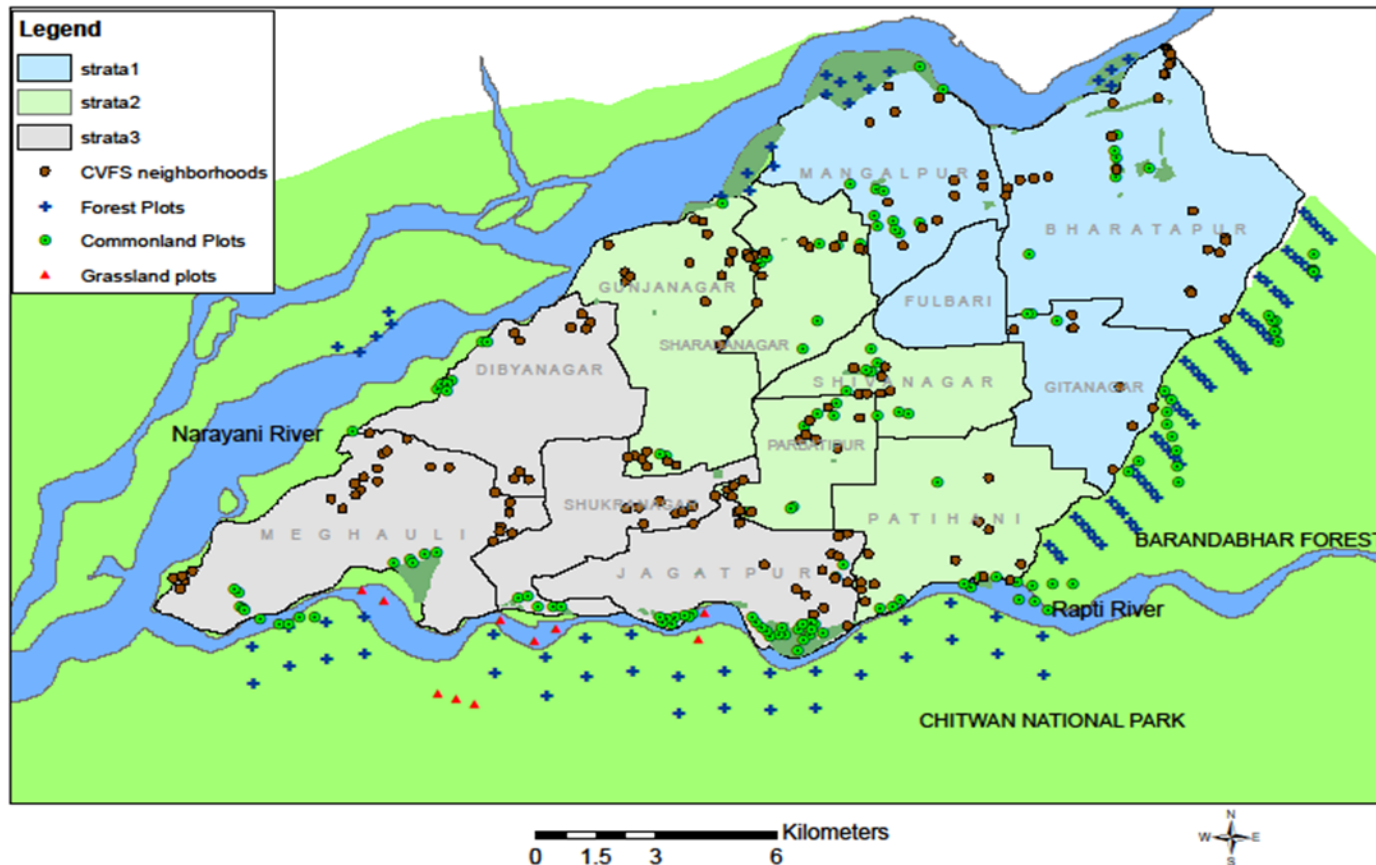 Legend
strata1
strata2
strata3
CVFS neighborhoods
Forest Plots
Commonland Plots
Grassland plots
MANGALPUR
BHARATAPUR
GUNJANAGAR
FULBARI
SHARADANAGAR
DIBYANAGAR
SHIVANAGAR
GITANAGAR
Narayani River
PARBATIPUR
SHUKRANAGAR
PATIHANI
MEGHAULI
BARANDABHAR FOREST
JAGATPUR
Rapti River
CHITWAN NATIONAL PARK
Kilometers
0 1.5 3 6
N
W E
S